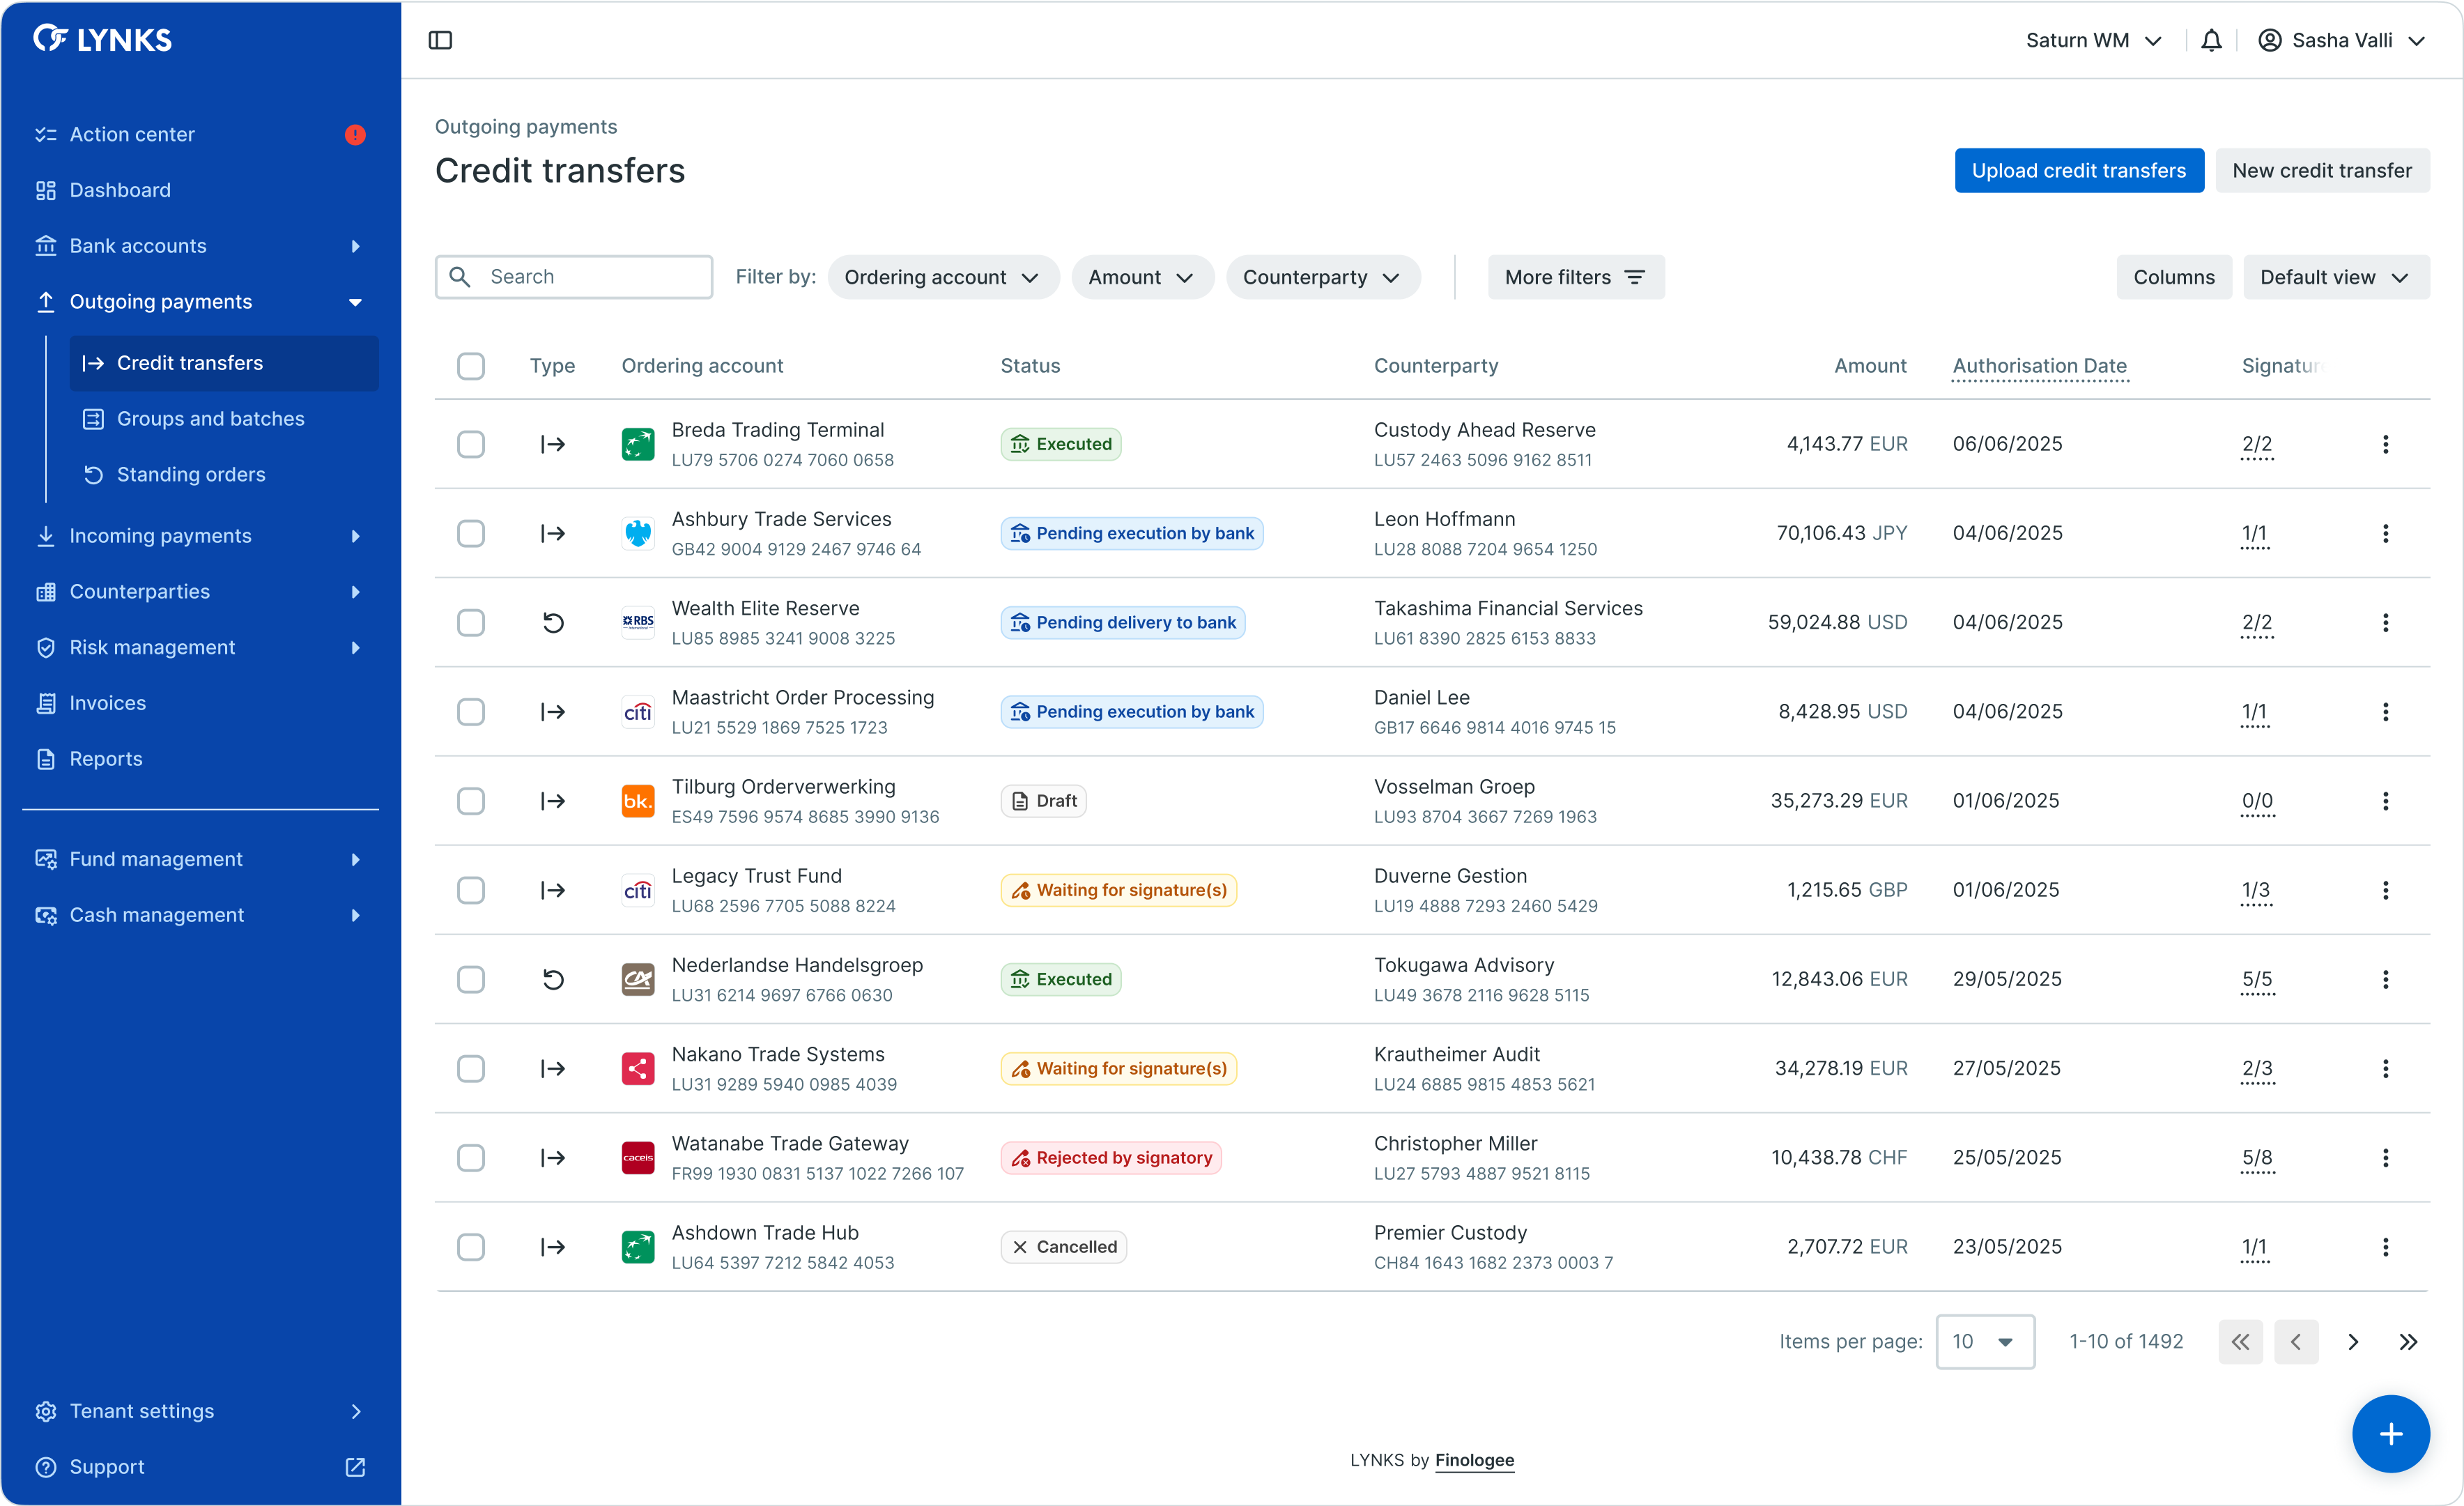 LYNKS
Saturn WM
Sasha Valli
Action center
Dashboard
Bank accounts
Outgoing payments
Credit transfers
Groups and batches
Standing orders
Incoming payments
Counterparties
Risk management
Invoices
Reports
Fund management
Cash management
Tenant settings
Support
Outgoing payments
Credit transfers
Upload credit transfers
New credit transfer
Search
Filter by:
Ordering account
Amount
Counterparty
More filters
Columns
Default view
Type Ordering account Status Counterparty Amount Authorisation Date Signatur
Breda Trading Terminal
LU79 5706 0274 7060 0658
Executed
Custody Ahead Reserve
LU57 2463 5096 9162 8511
4,143.77 EUR
06/06/2025
2/2
Ashbury Trade Services
GB42 9004 9129 2467 9746 64
Pending execution by bank
Leon Hoffmann
LU28 8088 7204 9654 1250
70,106.43 JPY
04/06/2025
1/1
RBS
Wealth Elite Reserve
LU85 8985 3241 9008 3225
Pending delivery to bank
Takashima Financial Services
LU61 8390 2825 6153 8833
59,024.88 USD
04/06/2025
2/2
citi
Maastricht Order Processing
LU21 5529 1869 7525 1723
Pending execution by bank
Daniel Lee
GB17 6646 9814 4016 9745 15
8,428.95 USD
04/06/2025
1/1
bk.
Tilburg Orderverwerking
ES49 7596 9574 8685 3990 9136
Draft
Vosselman Groep
LU93 8704 3667 7269 1963
35,273.29 EUR
01/06/2025
0/0
citi
Legacy Trust Fund
LU68 2596 7705 5088 8224
Waiting for signature(s)
Duverne Gestion
LU19 4888 7293 2460 5429
1,215.65 GBP
01/06/2025
1/3
CA
Nederlandse Handelsgroep
LU31 6214 9697 6766 0630
Executed
Tokugawa Advisory
LU49 3678 2116 9628 5115
12,843.06 EUR
29/05/2025
5/5
Nakano Trade Systems
LU31 9289 5940 0985 4039
Waiting for signature(s)
Krautheimer Audit
LU24 6885 9815 4853 5621
34,278.19 EUR
27/05/2025
2/3
caceis
Watanabe Trade Gateway
FR99 1930 0831 5137 1022 7266 107
Rejected by signatory
Christopher Miller
LU27 5793 4887 9521 8115
10,438.78 CHF
25/05/2025
5/8
Ashdown Trade Hub
LU64 5397 7212 5842 4053
Cancelled
Premier Custody
CH84 1643 1682 2373 0003 7
2,707.72 EUR
23/05/2025
1/1
Items per page: 10 1-10 of 1492
LYNKS by Finologee